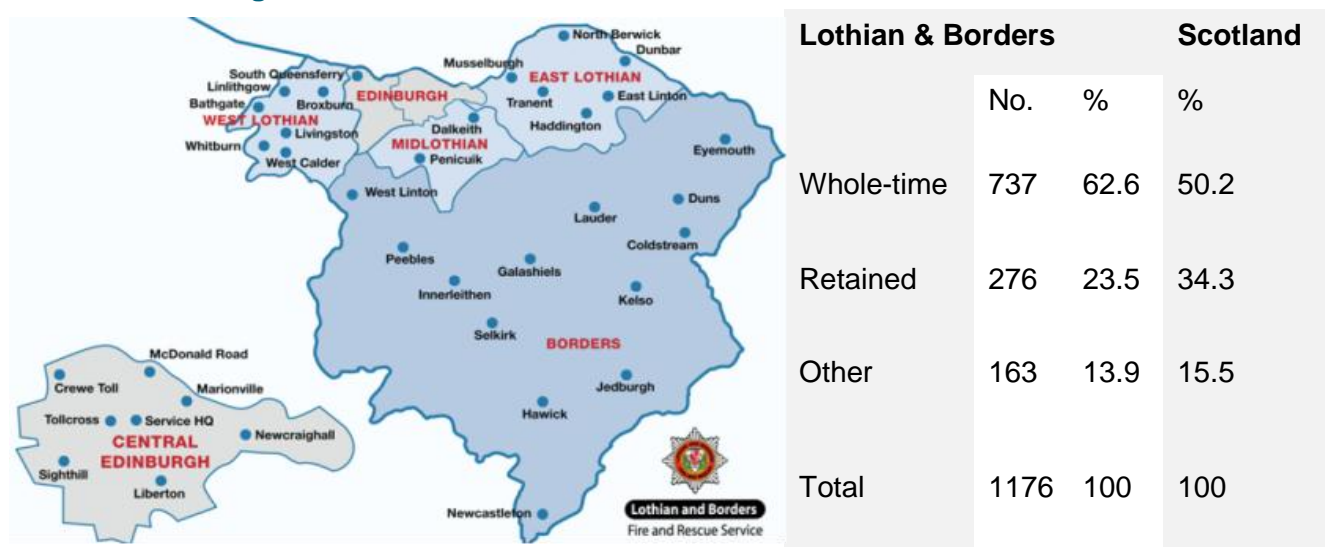 North Berwick
Dunbar
Musselburgh
EAST LOTHIAN
South Queensferry
Linlithgow
EDINBURGH
Bathgate
Broxburn
Tranent
East Linton
WEST LOTHIAN
Haddington
Livingston
Dalkeith
Whitburn
MIDLOTHIAN
Eyemouth
West Calder
Penicuik
West Linton
Duns
Lauder
Coldstream
Peebles
Galashiels
Innerleithen
Kelso
Selkirk
BORDERS
Jedburgh
Hawick
Newcastleton
McDonald Road
Crewe Toll
Marionville
Tollcross
Service HQ
Newcraighall
CENTRAL
EDINBURGH
Sighthill
Liberton
Lothian and Borders
Fire and Rescue Service
Lothian & Borders Scotland
No. % %
Whole-time 737 62.6 50.2
Retained 276 23.5 34.3
Other 163 13.9 15.5
Total 1176 100 100